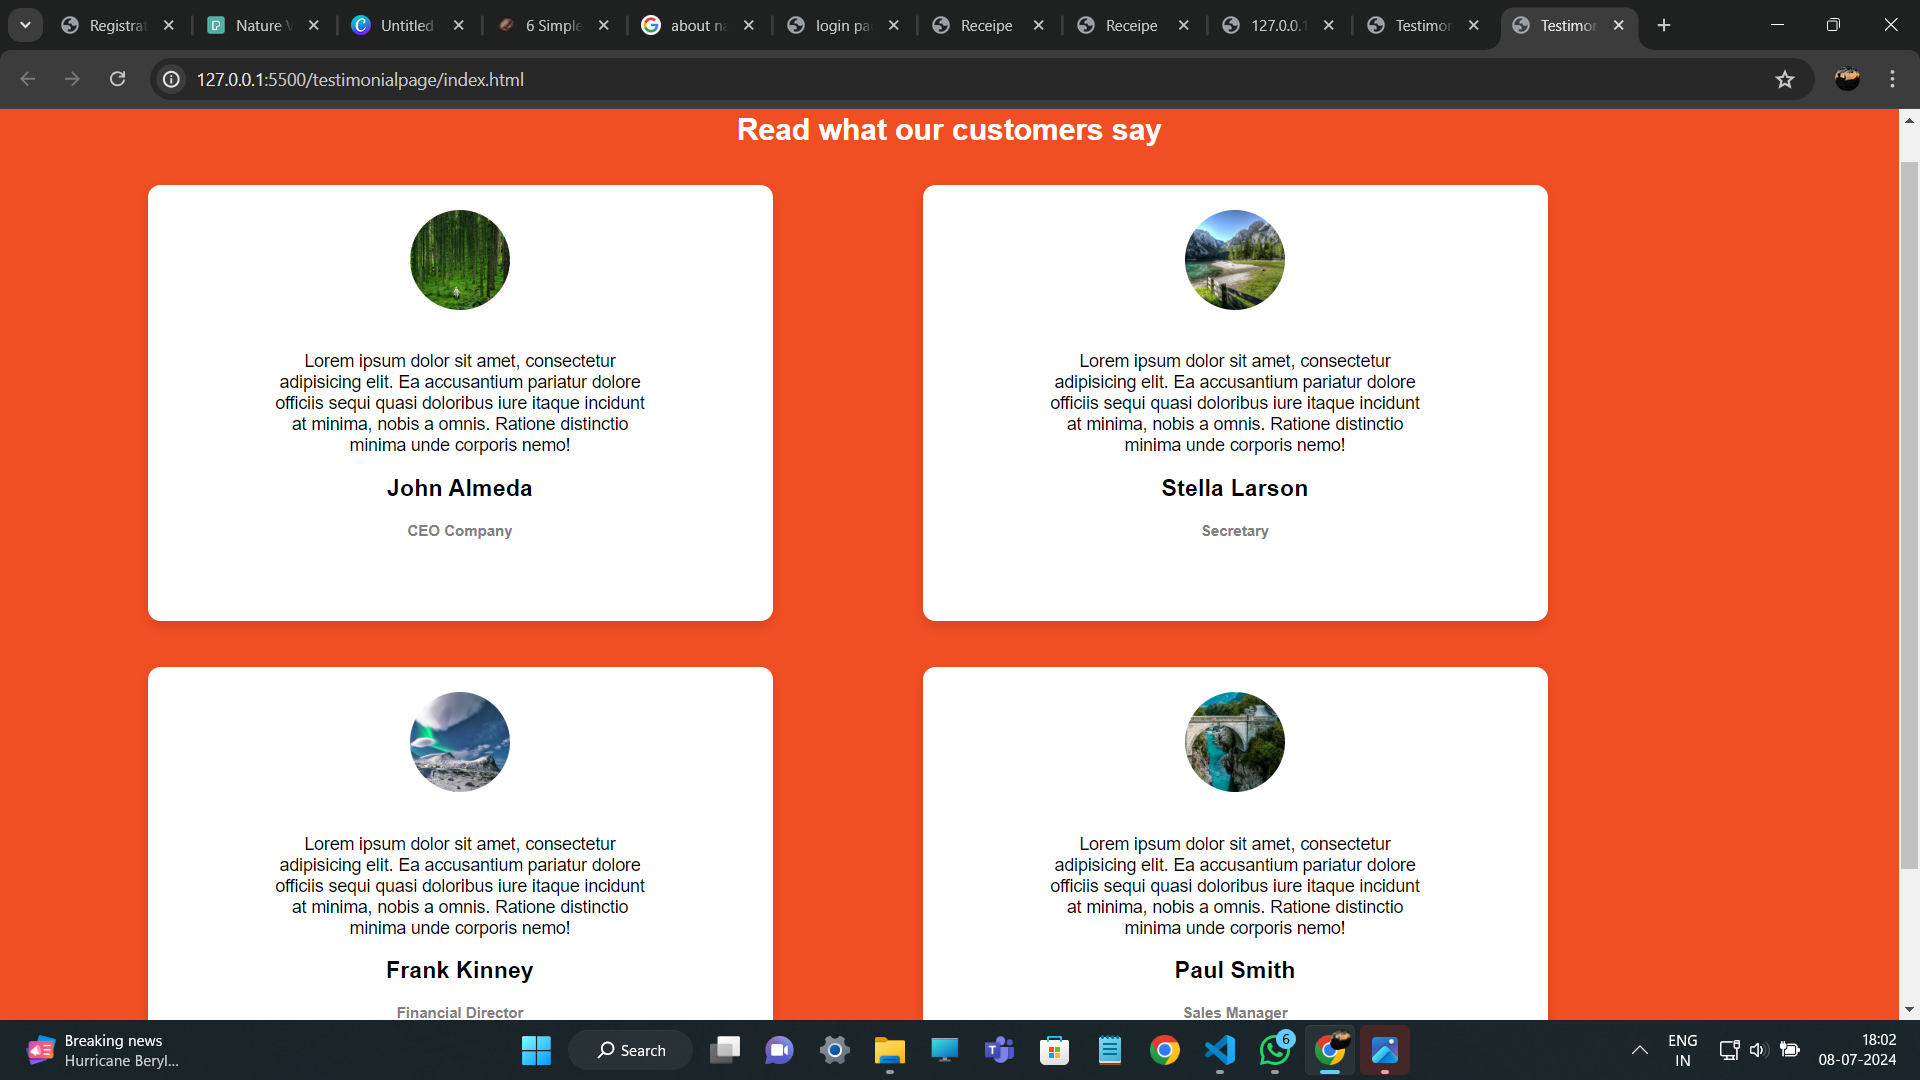 Registrat
Nature V
Untitled
6 Simple
about na
login pa
Receipe
Receipe
127.0.0.1
Testimor
Testimor
127.0.0.1:5500/testimonialpage/index.html
Read what our customers say
Lorem ipsum dolor sit amet, consectetur
adipisicing elit. Ea accusantium pariatur dolore
officiis sequi quasi doloribus iure itaque incidunt
at minima, nobis a omnis. Ratione distinctio
minima unde corporis nemo!
John Almeda
CEO Company
Lorem ipsum dolor sit amet, consectetur
adipisicing elit. Ea accusantium pariatur dolore
officiis sequi quasi doloribus iure itaque incidunt
at minima, nobis a omnis. Ratione distinctio
minima unde corporis nemo!
Stella Larson
Secretary
Lorem ipsum dolor sit amet, consectetur
adipisicing elit. Ea accusantium pariatur dolore
officiis sequi quasi doloribus iure itaque incidunt
at minima, nobis a omnis. Ratione distinctio
minima unde corporis nemo!
Frank Kinney
Financial Director
Lorem ipsum dolor sit amet, consectetur
adipisicing elit. Ea accusantium pariatur dolore
officiis sequi quasi doloribus iure itaque incidunt
at minima, nobis a omnis. Ratione distinctio
minima unde corporis nemo!
Paul Smith
Sales Manager
Breaking news
Hurricane Beryl...
Search
6
ENG
IN
18:02
08-07-2024